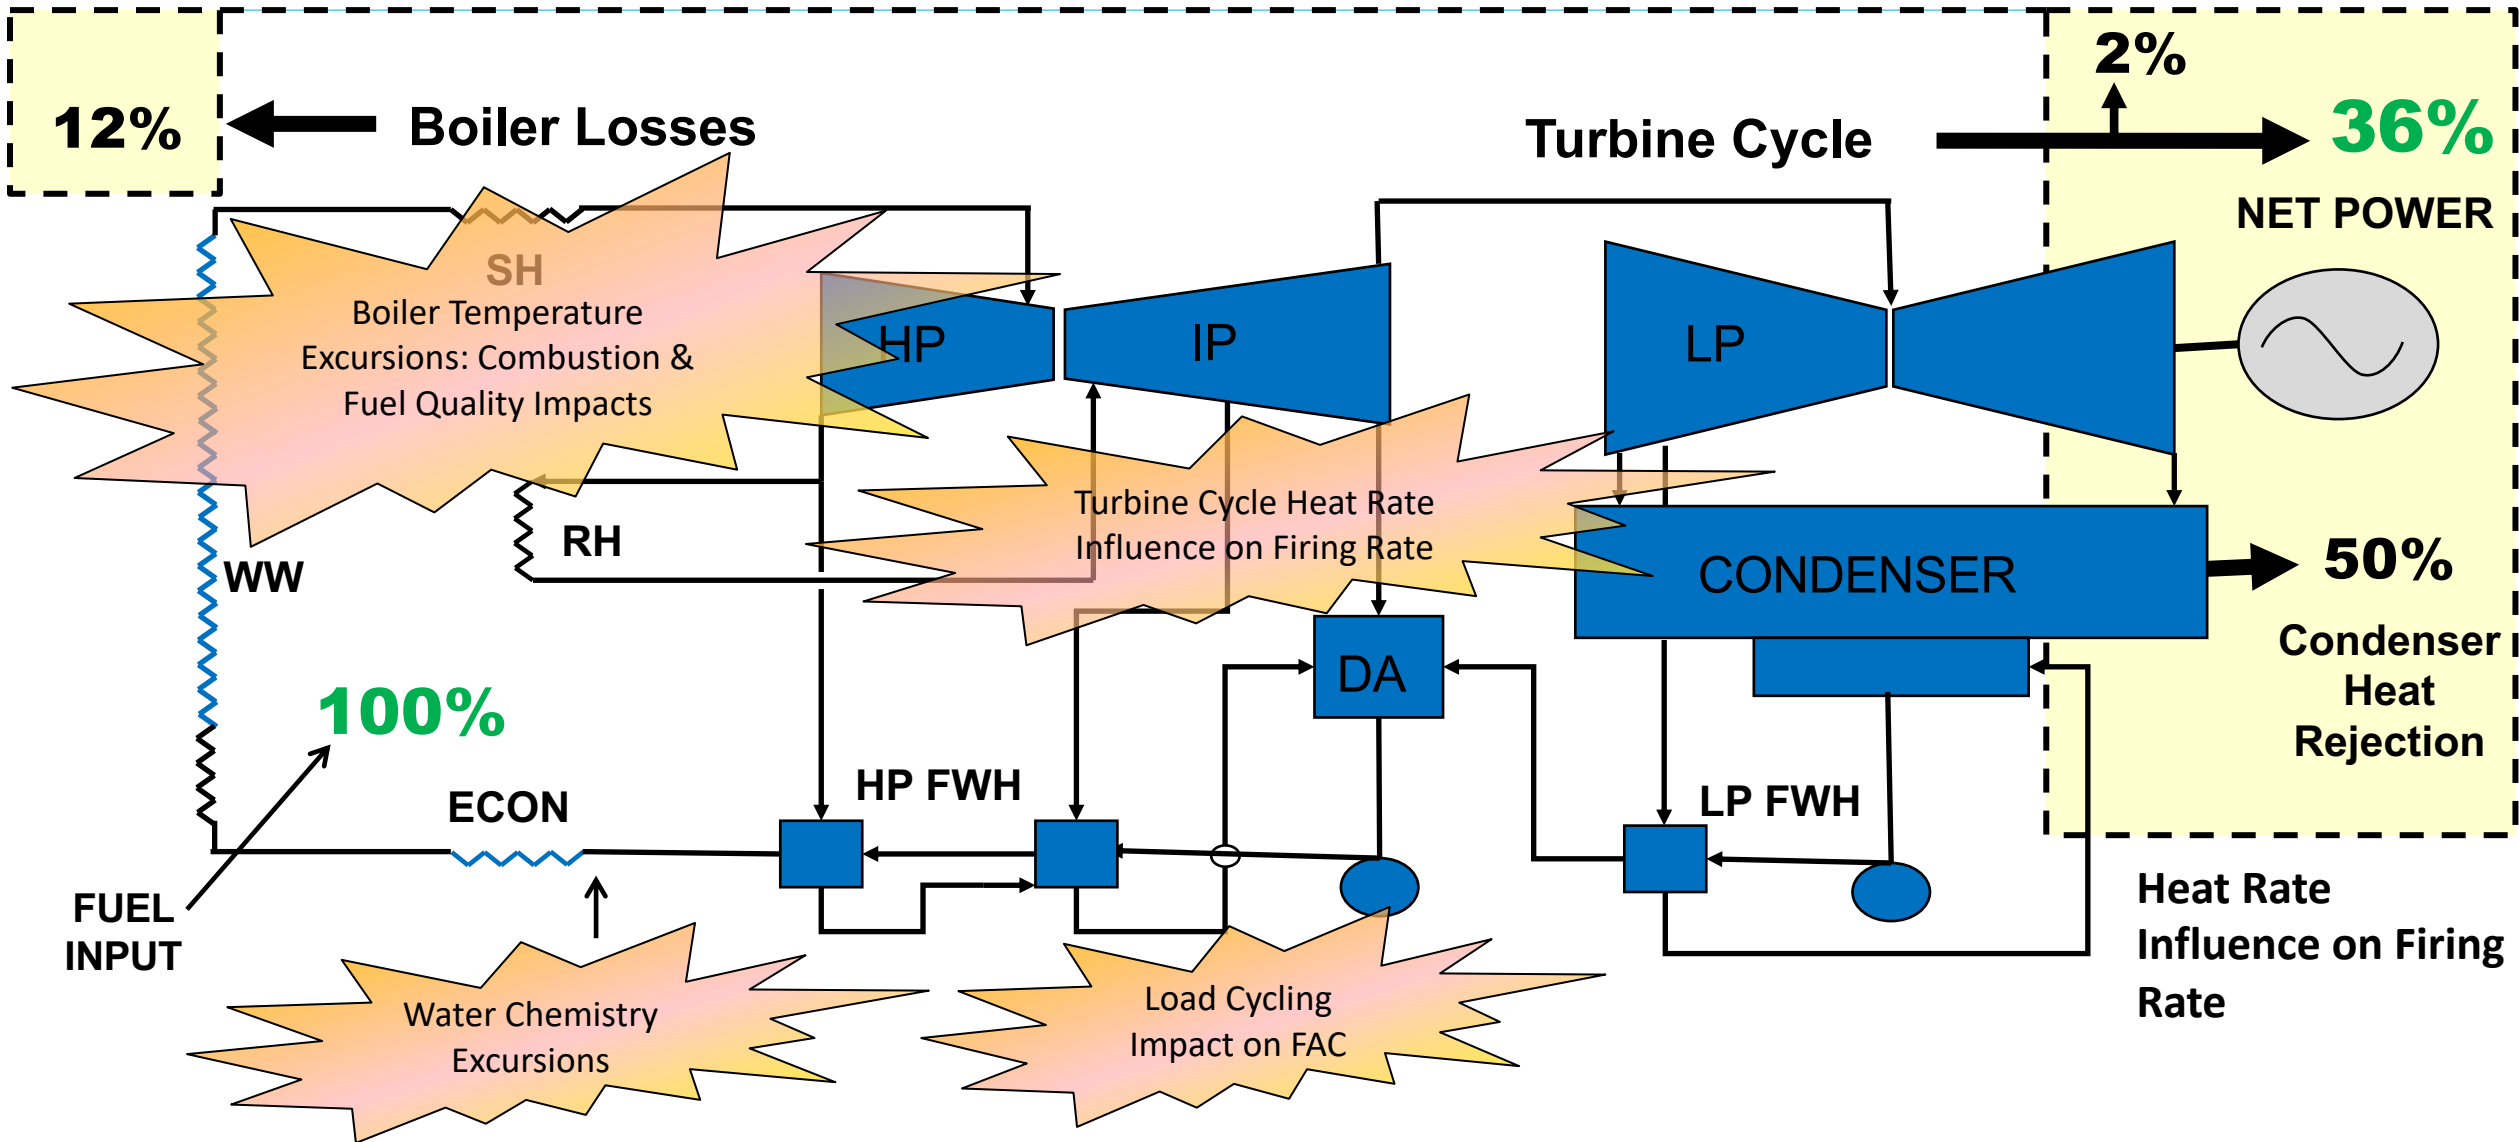 2%
12%
Boiler Losses
Turbine Cycle
36%
NET POWER
SH
Boiler Temperature
Excursions: Combustion &
Fuel Quality Impacts
HP
IP
LP
Turbine Cycle Heat Rate
Influence on Firing Rate
RH
WW
CONDENSER
50%
Condenser
Heat
Rejection
DA
100%
HP FWH
LP FWH
ECON
FUEL
INPUT
Heat Rate
Influence on Firing
Rate
Water Chemistry
Excursions
Load Cycling
Impact on FAC